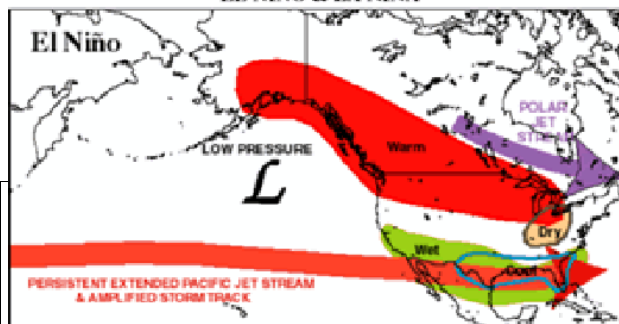 El Niño
POLAR
JET
STREAM
LOW PRESSURE
Warm
L
Dry
Wet
Cool
PERSISTENT EXTENDED PACIFIC JET STREAM
& AMPLIFIED STORM TRACK